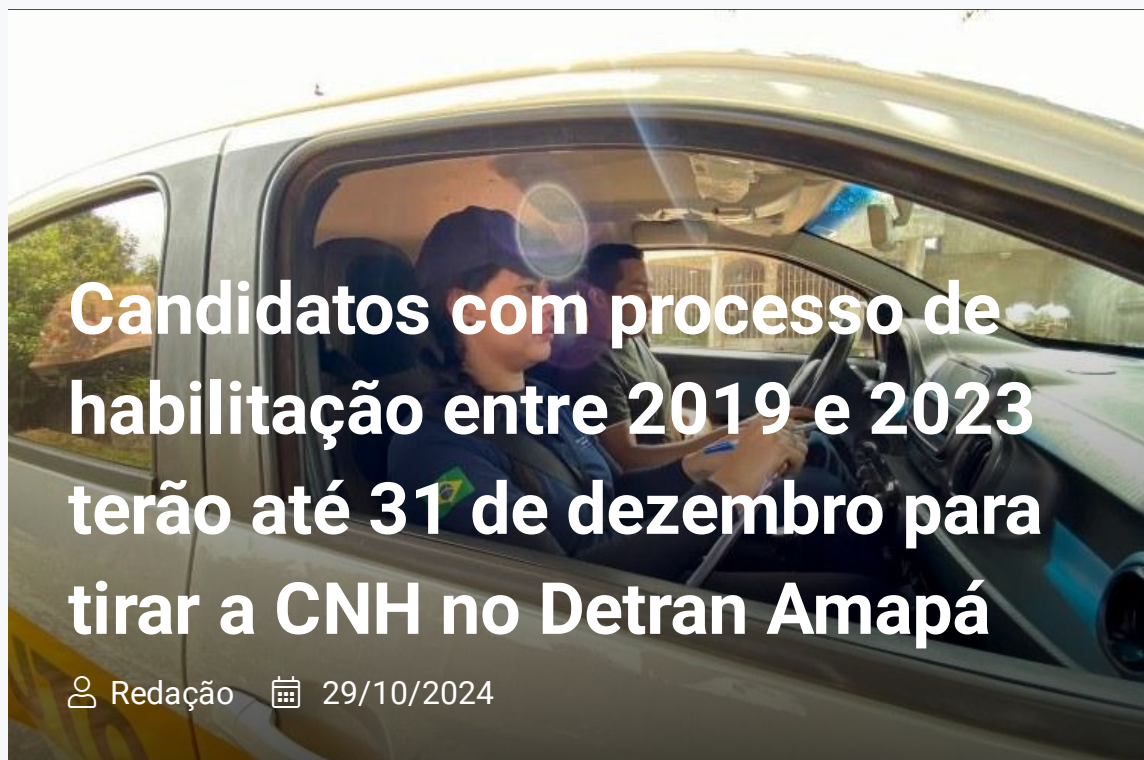 Candidatos com processo de
habilitação entre 2019 e 2023
terão até 31 de dezembro para
tirar a CNH no Detran Amapá
Redação 29/10/2024